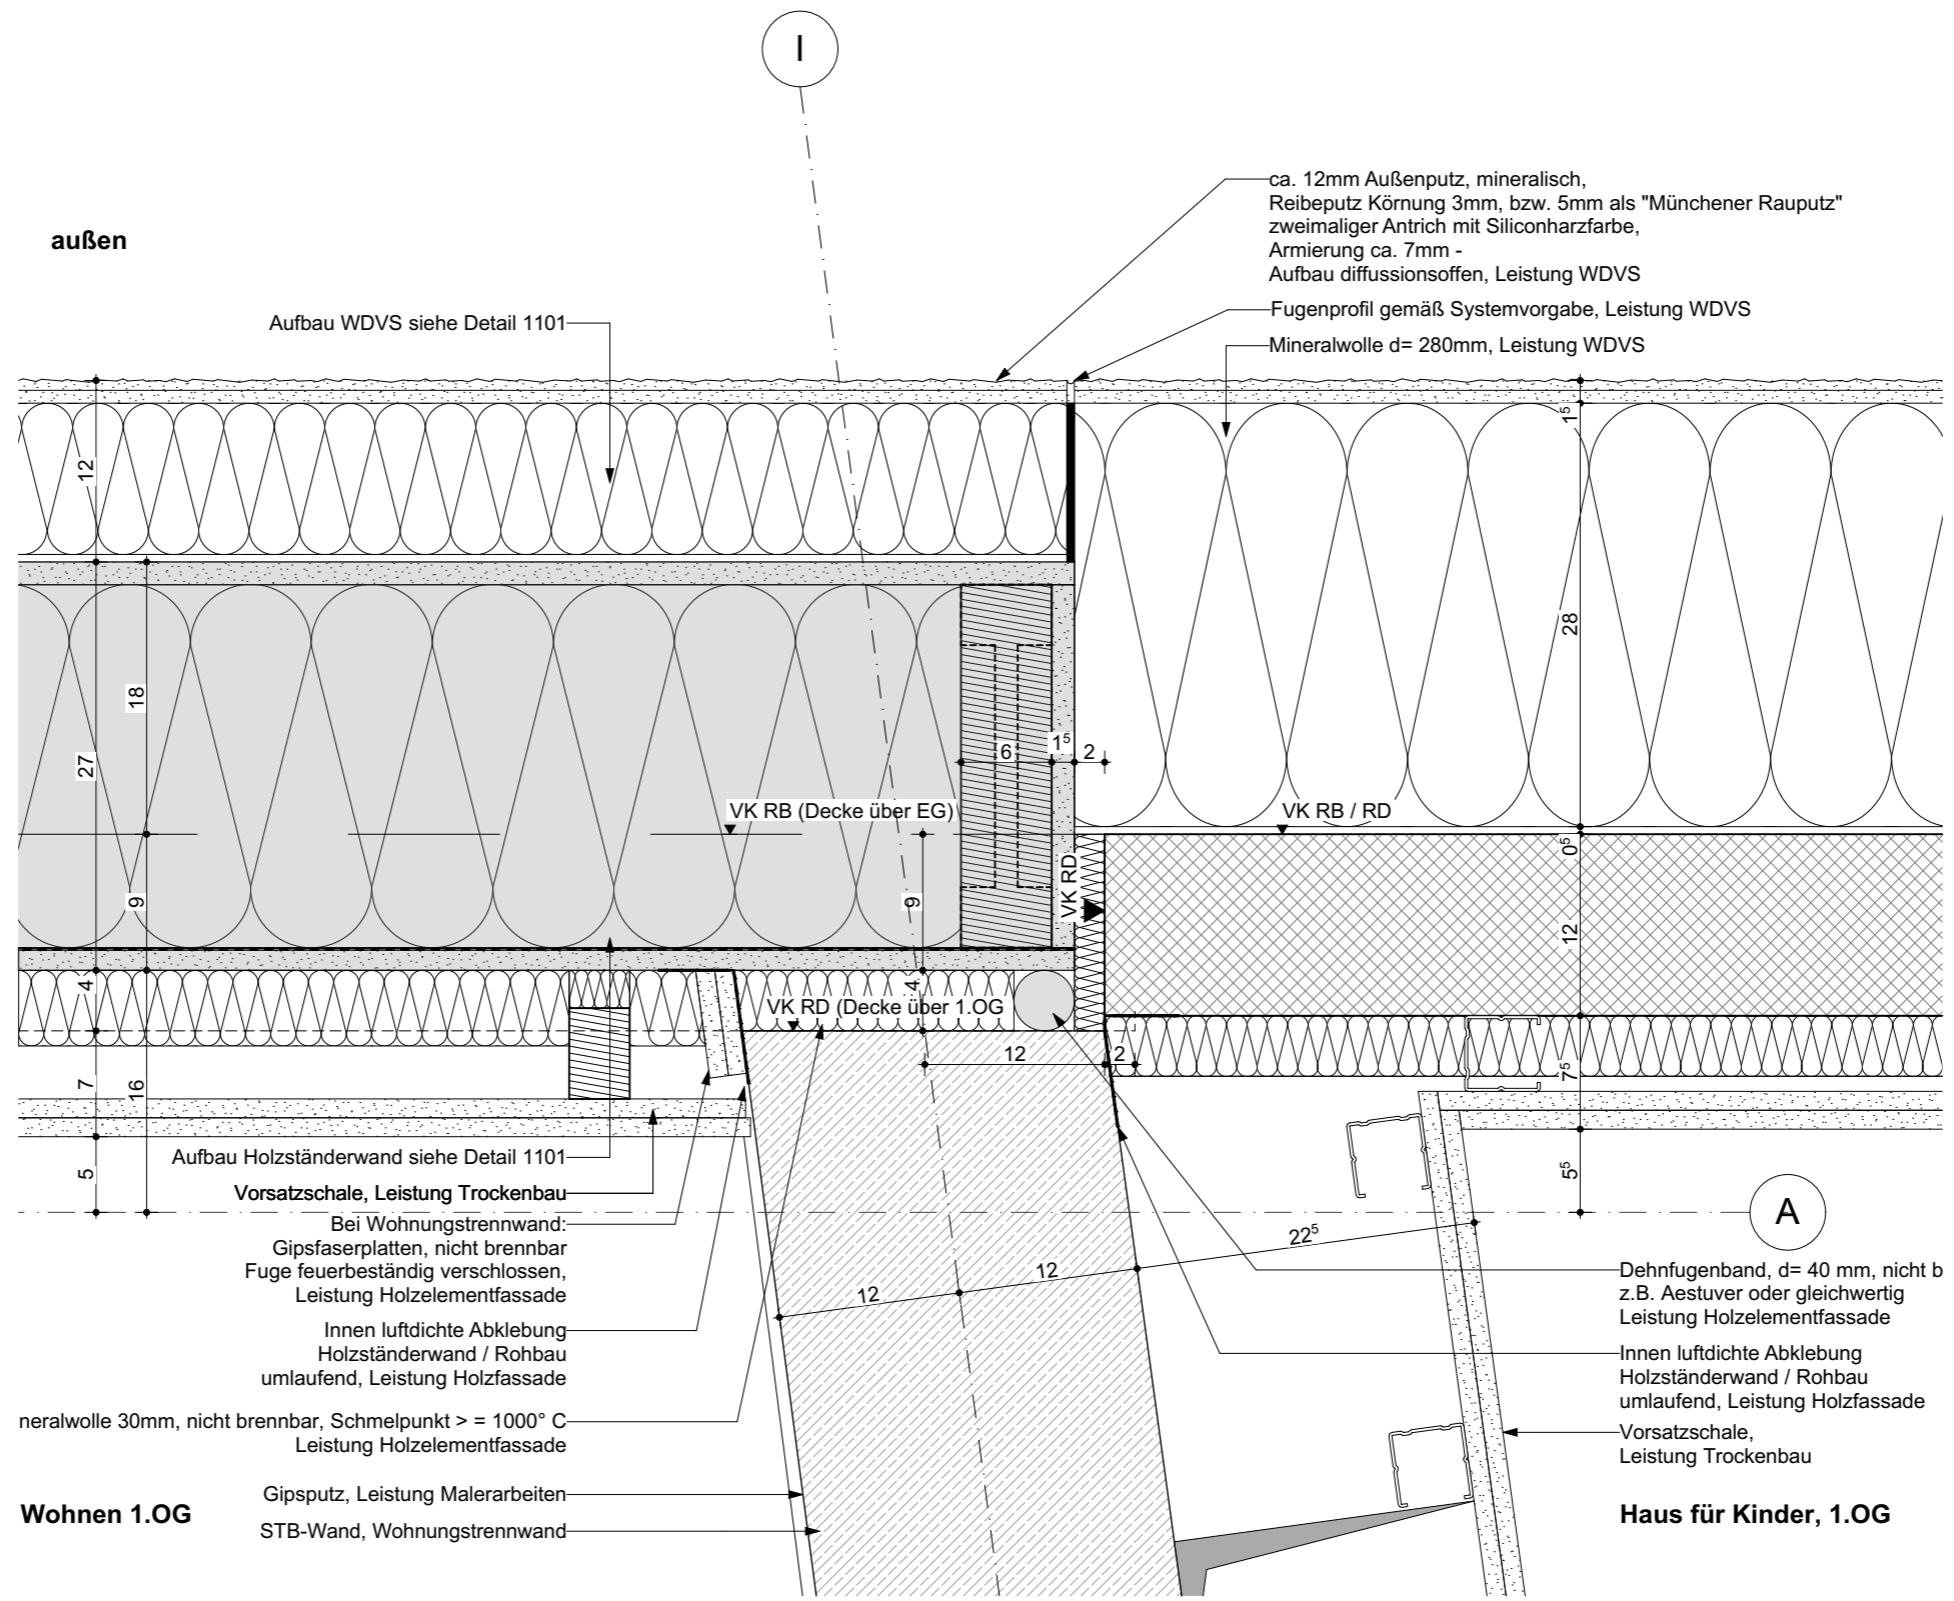 I
außen
ca. 12mm Außenputz, mineralisch,
Reibeputz Körnung 3mm, bzw. 5mm als "Münchener Rauputz"
zweimaliger Antrich mit Siliconharzfarbe,
Armierung ca. 7mm -
Aufbau diffussionsoffen, Leistung WDVS
Fugenprofil gemäß Systemvorgabe, Leistung WDVS
Mineralwolle d= 280mm, Leistung WDVS
Aufbau WDVS siehe Detail 1101
12
1⁵
28
18
27
6
1⁵
2
VK RB (Decke über EG)
VK RB / RD
0⁵
VK RD
9
9
12
4
4
VK RD (Decke über 1.OG
12
2
7
16
7⁵
5
5⁵
Aufbau Holzständerwand siehe Detail 1101
Vorsatzschale, Leistung Trockenbau
Bei Wohnungstrennwand:
Gipsfaserplatten, nicht brennbar
Fuge feuerbeständig verschlossen,
Leistung Holzelementfassade
Innen luftdichte Abklebung
Holzständerwand / Rohbau
umlaufend, Leistung Holzfassade
neralwolle 30mm, nicht brennbar, Schmelpunkt > = 1000° C
Leistung Holzelementfassade
Gipsputz, Leistung Malerarbeiten
STB-Wand, Wohnungstrennwand
Wohnen 1.OG
12
12
22⁵
A
Dehnfugenband, d= 40 mm, nicht b
z.B. Aestuver oder gleichwertig
Leistung Holzelementfassade
Innen luftdichte Abklebung
Holzständerwand / Rohbau
umlaufend, Leistung Holzfassade
Vorsatzschale,
Leistung Trockenbau
Haus für Kinder, 1.OG